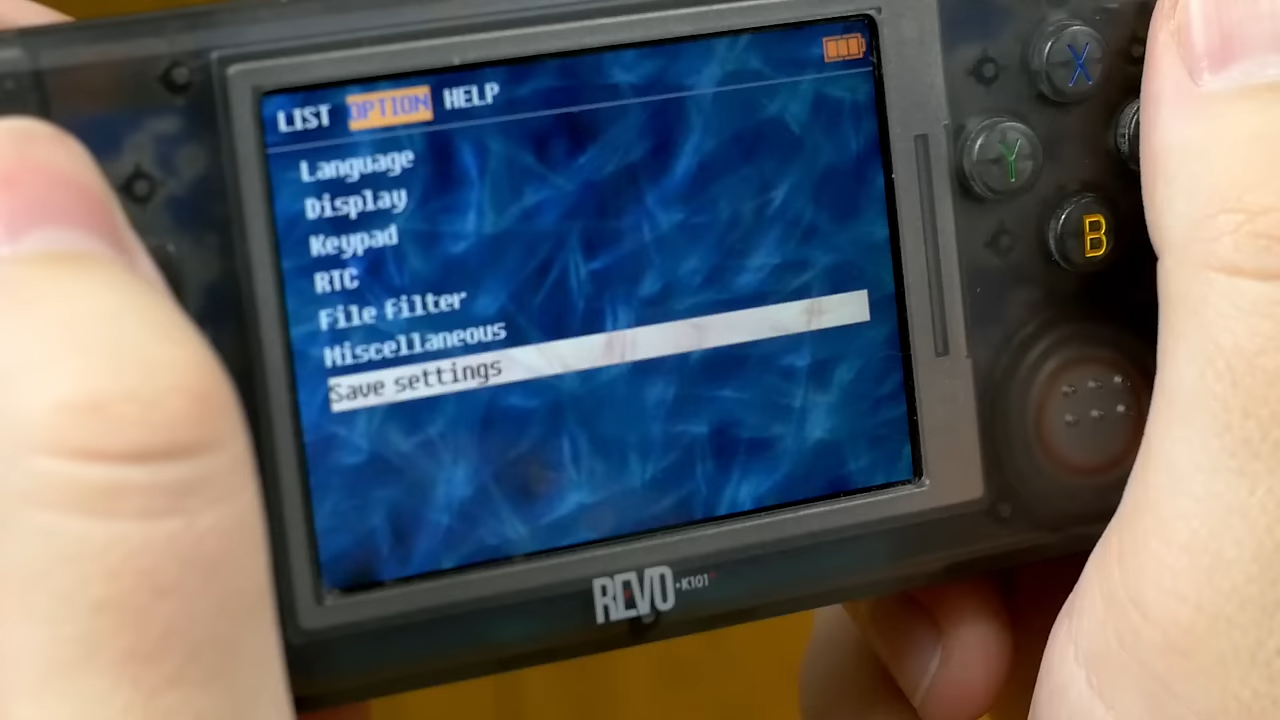 LIST OPTION HELP
Language
Display
Keypad
RTC
File filter
Miscellaneous
Save settings
X
Y
B
REVO K101